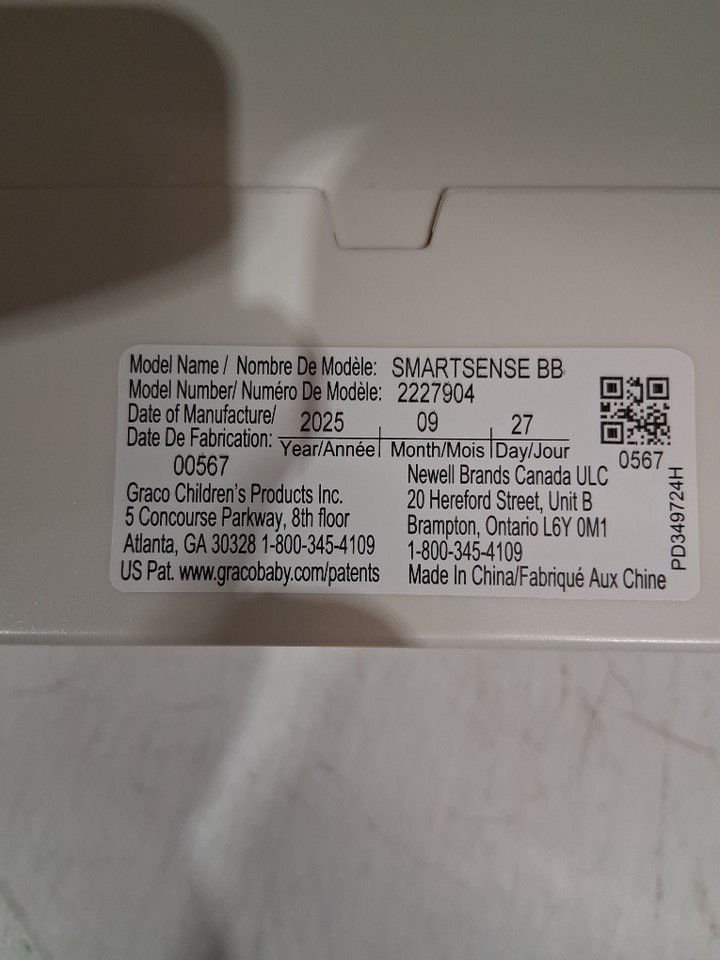 Model Name / Nombre De Modèle: SMARTSENSE BB
Model Number/ Numéro De Modèle: 2227904
Date of Manufacture/ 2025 09 27
Date De Fabrication: Year/Année Month/Mois Day/Jour
00567
0567
Graco Children's Products Inc.
5 Concourse Parkway, 8th floor
Atlanta, GA 30328 1-800-345-4109
US Pat. www.gracobaby.com/patents
Newell Brands Canada ULC
20 Hereford Street, Unit B
Brampton, Ontario L6Y 0M1
1-800-345-4109
Made In China/Fabriqué Aux Chine
PD349724H